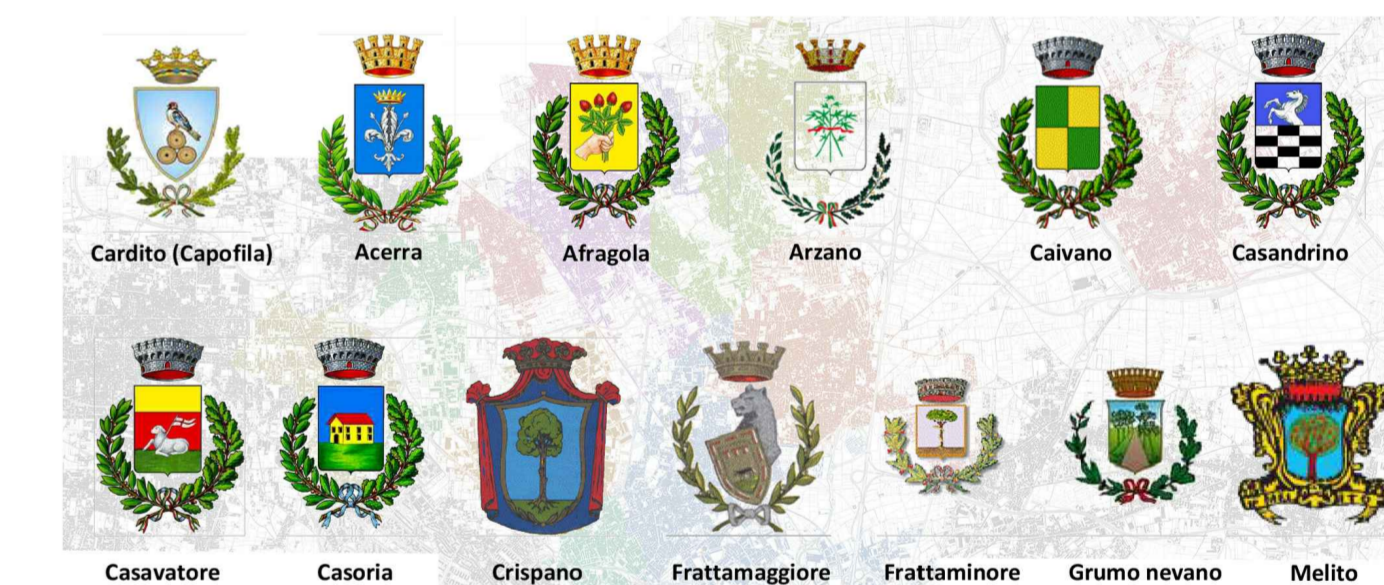 Cardito (Capofila) Acerra Afragola Arzano Caivano Casandrino
Casavatore Casoria Crispano Frattamaggiore Frattaminore Grumo nevano Melito